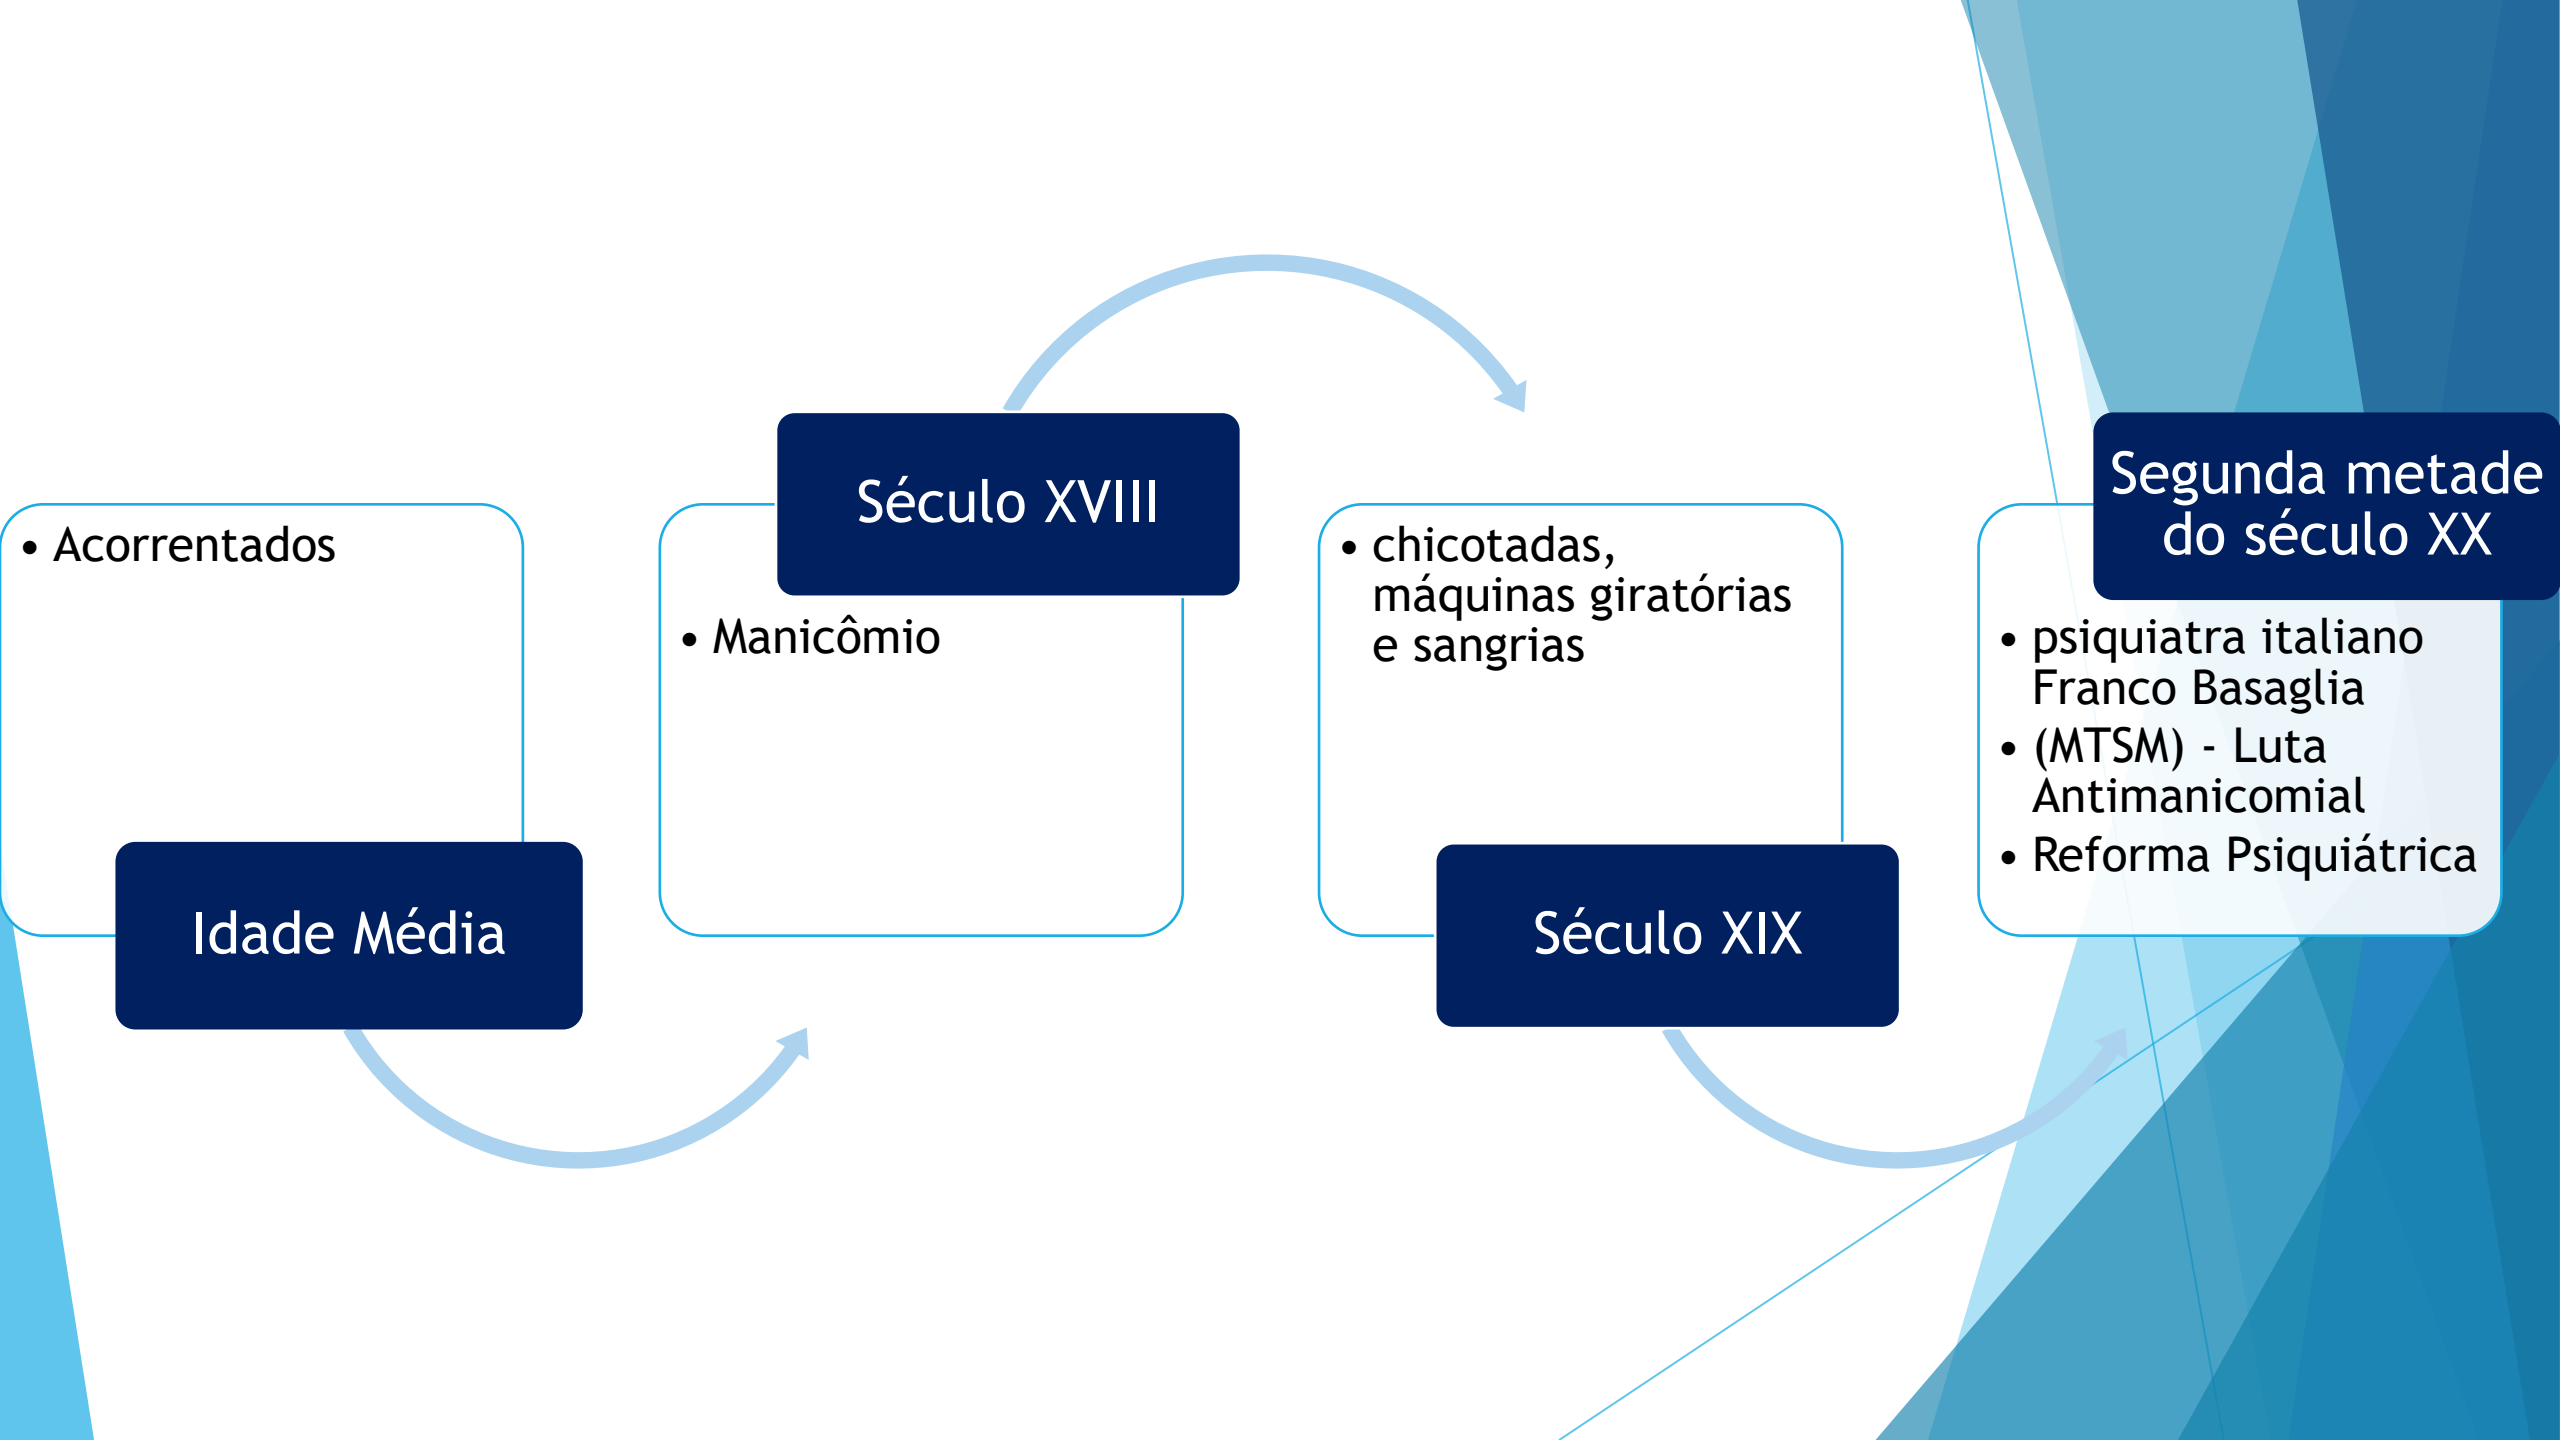 • Acorrentados
Idade Média
Século XVIII
• Manicômio
• chicotadas,
máquinas giratórias
e sangrias
Século XIX
Segunda metade
do século XX
• psiquiatra italiano
Franco Basaglia
• (MTSM) - Luta
Antimanicomial
• Reforma Psiquiátrica